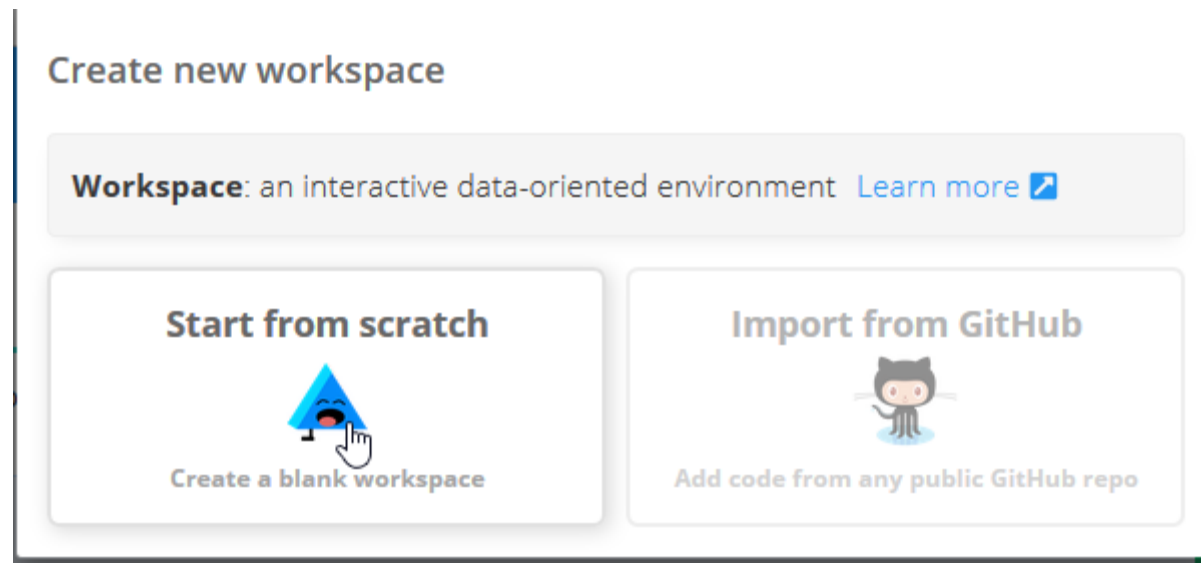 Create new workspace
Workspace: an interactive data-oriented environment Learn more
Start from scratch
Create a blank workspace
Import from GitHub
Add code from any public GitHub repo